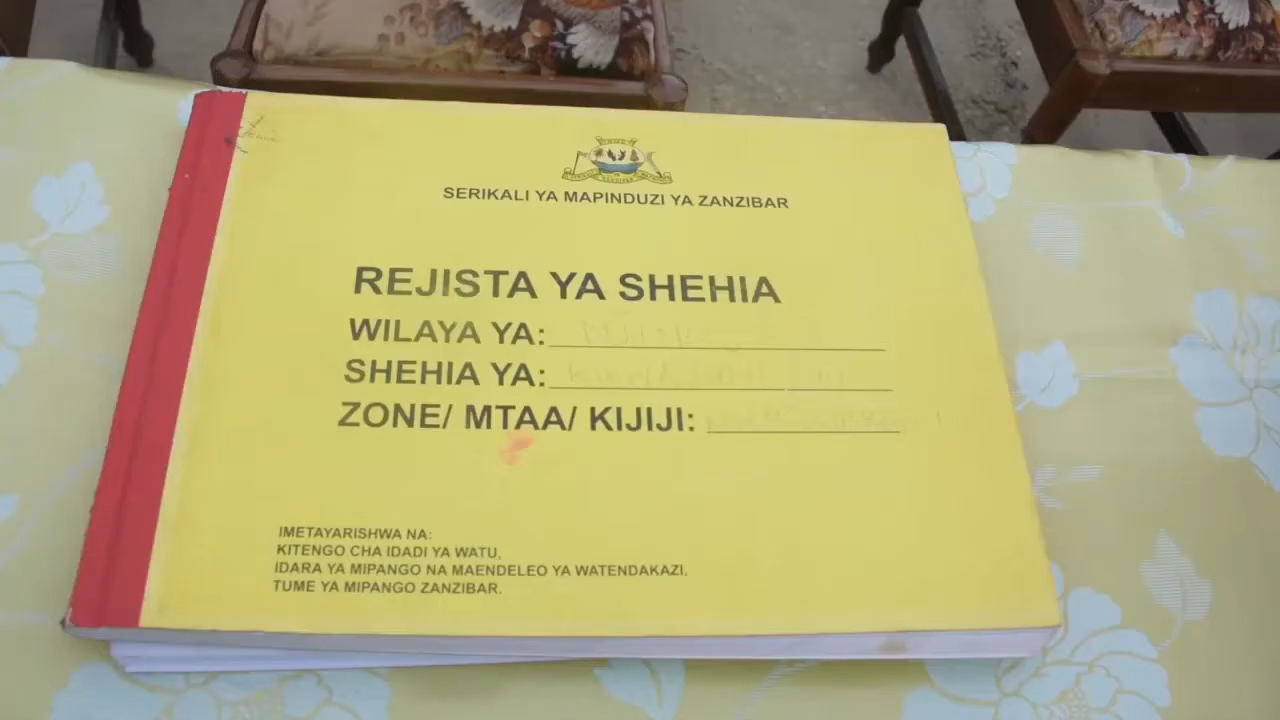 SERIKALI YA MAPINDUZI YA ZANZIBAR
REJISTA YA SHEHIA
WILAYA YA:
SHEHIA YA:
ZONE/ MTAA/ KIJIJI:
IMETAYARISHWA NA:
KITENGO CHA IDADI YA WATU,
IDARA YA MIPANGO NA MAENDELEO YA WATENDAKAZI.
TUME YA MIPANGO ZANZIBAR.